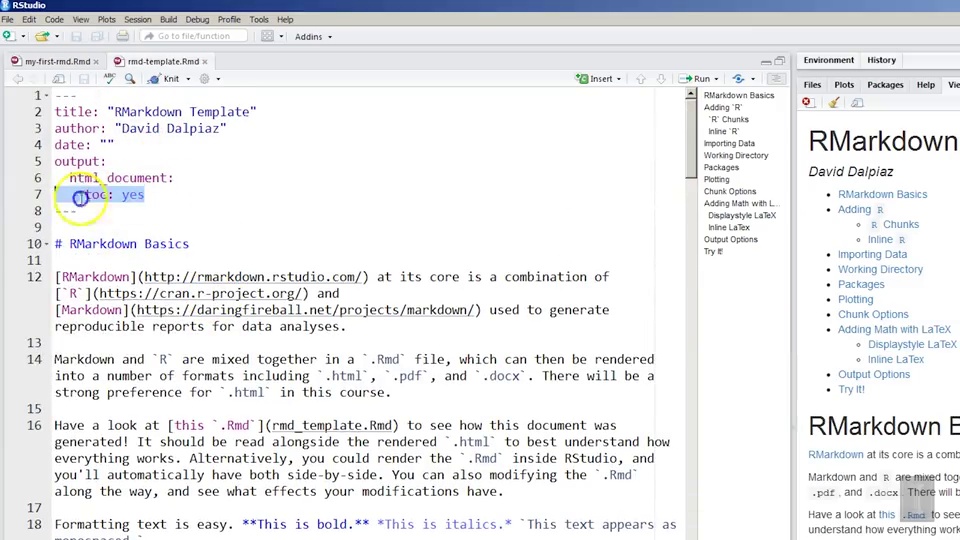 RStudio
File Edit Code View Plots Session Build Debug Profile Tools Help
Go to file/function
Addins
my-first-rmd.Rmd
rmd-template.Rmd
ABC
Knit
Insert
Run
1 ---
2 title: "RMarkdown Template"
3 author: "David Dalpiaz"
4 date: ""
5 output:
6 html_document:
7 toc: yes
8 ---
9
10 # RMarkdown Basics
11
12 [RMarkdown](http://rmarkdown.rstudio.com/) at its core is a combination of
[`R`](https://cran.r-project.org/) and
[Markdown](https://daringfireball.net/projects/markdown/) used to generate
reproducible reports for data analyses.
13
14 Markdown and `R` are mixed together in a `.Rmd` file, which can then be rendered
into a number of formats including `.html`, `.pdf`, and `.docx`. There will be a
strong preference for `.html` in this course.
15
16 Have a look at [this `.Rmd`](rmd_template.Rmd) to see how this document was
generated! It should be read alongside the rendered `.html` to best understand how
everything works. Alternatively, you could render the `.Rmd` inside RStudio, and
you'll automatically have both side-by-side. You can also modifying the `.Rmd`
along the way, and see what effects your modifications have.
17
18 Formatting text is easy. **This is bold.** *This is italics.* `This text appears as
monospaced.`
RMarkdown Basics
Adding `R`
`R` Chunks
Inline `R`
Importing Data
Working Directory
Packages
Plotting
Chunk Options
Adding Math with L...
Displaystyle LaTeX
Inline LaTex
Output Options
Try It!
Environment History
Files Plots Packages Help Vie
RMarkdown
David Dalpiaz
RMarkdown Basics
Adding R
R Chunks
Inline R
Importing Data
Working Directory
Packages
Plotting
Chunk Options
Adding Math with LaTeX
Displaystyle LaTeX
Inline LaTex
Output Options
Try It!
RMarkdown B
RMarkdown at its core is a comb
Markdown and R are mixed toge
.pdf, and .docx. There will be
Have a look at this .Rmd to see
understand how everything works